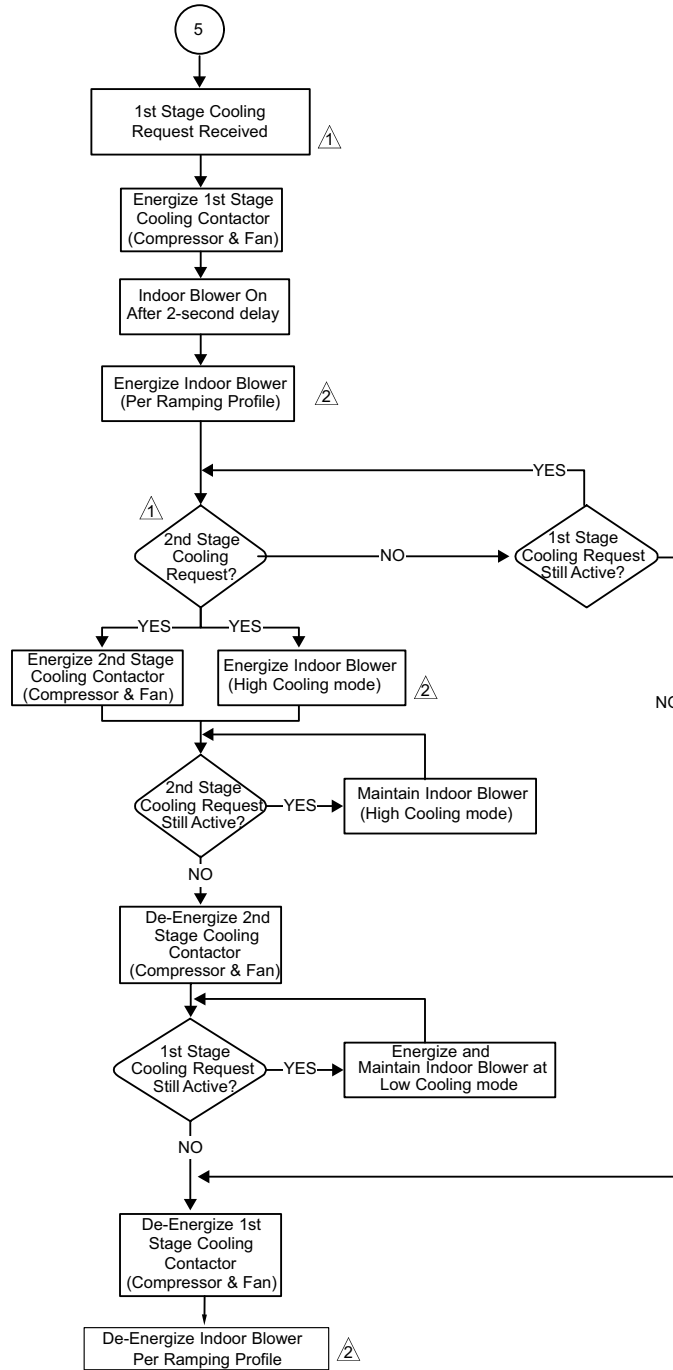 5
1st Stage Cooling
Request Received
1
Energize 1st Stage
Cooling Contactor
(Compressor & Fan)
Indoor Blower On
After 2-second delay
Energize Indoor Blower
(Per Ramping Profile)
2
YES
1
2nd Stage
Cooling
Request?
NO
1st Stage
Cooling Request
Still Active?
YES
YES
Energize 2nd Stage
Cooling Contactor
(Compressor & Fan)
Energize Indoor Blower
(High Cooling mode)
2
NO
2nd Stage
Cooling Request
Still Active?
YES
Maintain Indoor Blower
(High Cooling mode)
NO
De-Energize 2nd
Stage Cooling
Contactor
(Compressor & Fan)
1st Stage
Cooling Request
Still Active?
YES
Energize and
Maintain Indoor Blower at
Low Cooling mode
NO
De-Energize 1st
Stage Cooling
Contactor
(Compressor & Fan)
De-Energize Indoor Blower
Per Ramping Profile
2